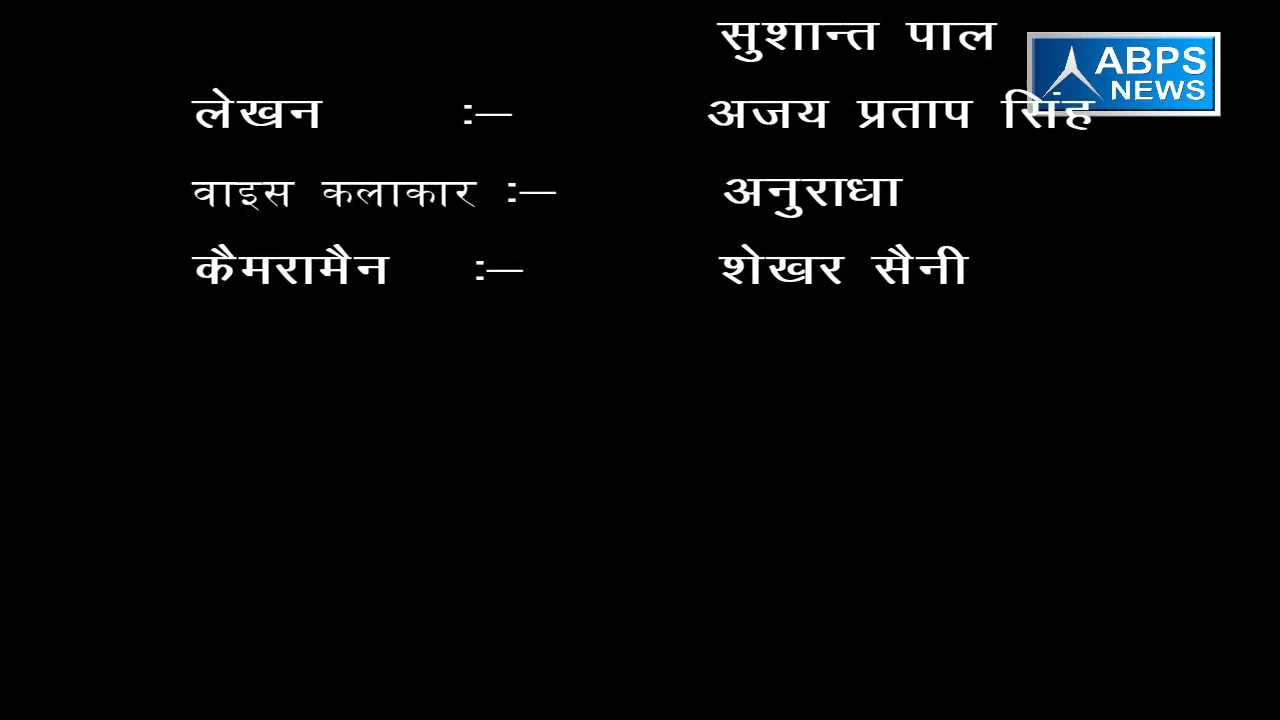 सुशान्त पाल
ABPS
NEWS
लेखन :— अजय प्रताप सिंह
वाइस कलाकार :— अनुराधा
कैमरामैन :— शेखर सैनी